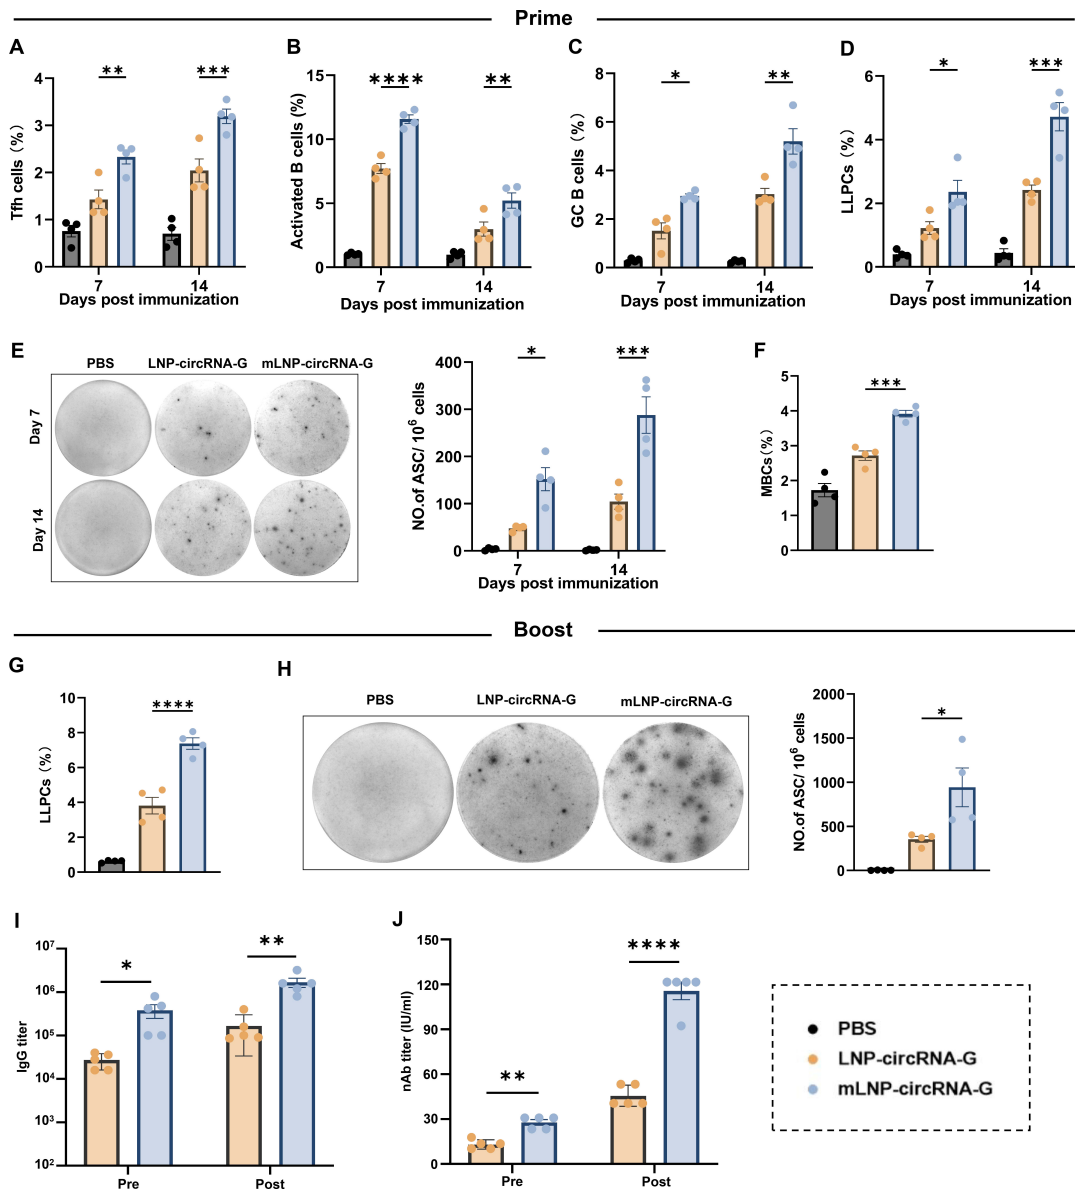 Prime
A
Tfh cells (%)
4
3
2
1
0
**
***
7
14
Days post immunization
B
Activated B cells (%)
15
10
5
0
****
**
7
14
Days post immunization
C
GC B cells (%)
8
6
4
2
0
*
**
7
14
Days post immunization
D
LLPCs (%)
6
4
2
0
*
***
7
14
Days post immunization
E
PBS
LNP-circRNA-G
mLNP-circRNA-G
Day 7
Day 14
NO.of ASC/ 10⁶ cells
400
300
200
100
0
*
***
7
14
Days post immunization
F
MBCs(%)
5
4
3
2
1
0
***
Boost
G
LLPCs (%)
10
8
6
4
2
0
****
H
PBS
LNP-circRNA-G
mLNP-circRNA-G
NO.of ASC/ 10⁶ cells
2000
1500
1000
500
0
*
I
IgG titer
10⁷
10⁶
10⁵
10⁴
10³
10²
*
**
Pre
Post
J
nAb titer (IU/ml)
150
120
90
60
30
0
**
****
Pre
Post
PBS
LNP-circRNA-G
mLNP-circRNA-G